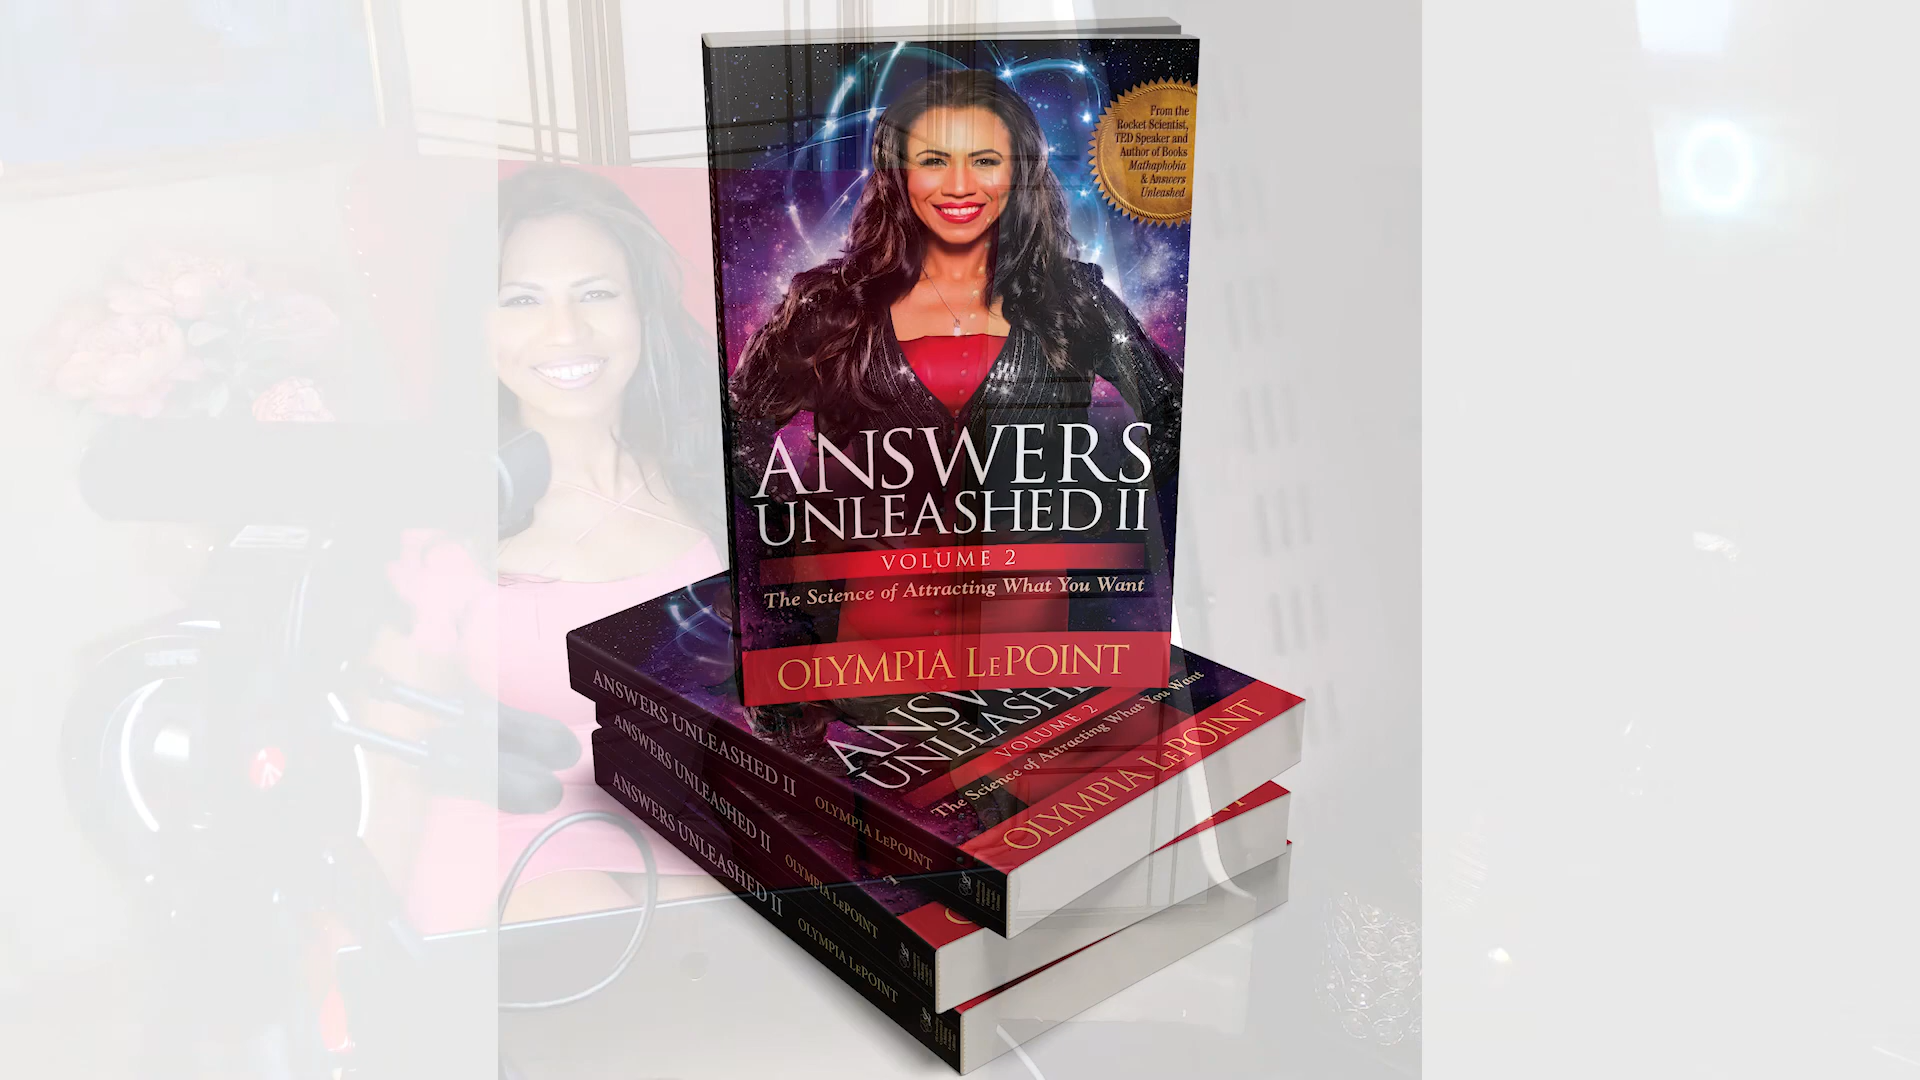 From the
Rocket Scientist,
TED Speaker and
Author of Books
Mathaphobia
& Answers
Unleashed
ANSWERS
UNLEASHED II
VOLUME 2
The Science of Attracting What You Want
OLYMPIA LEPOINT
ANSWERS UNLEASHED II OLYMPIA LEPOINT
VOLUME 2
The Science of Attracting What You Want
OLYMPIA LEPOINT
ANSWERS UNLEASHED II OLYMPIA LEPOINT
ANSWERS UNLEASHED II OLYMPIA LEPOINT